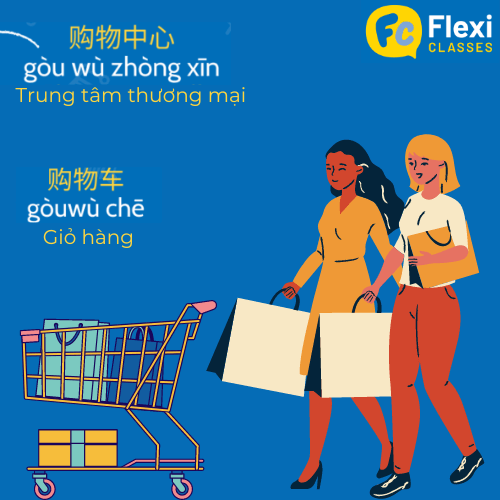 购物中心
gòu wù zhòng xīn
Trung tâm thương mại
FC Flexi
CLASSES
购物车
gòuwù chē
Giỏ hàng